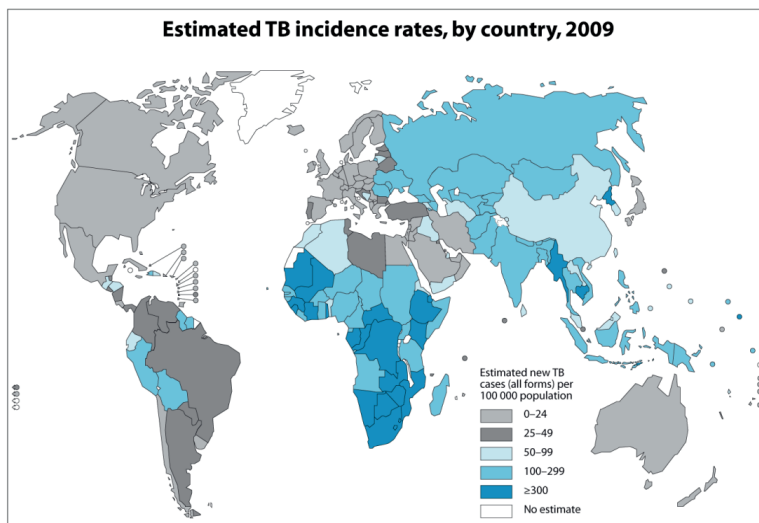 Estimated TB incidence rates, by country, 2009
Estimated new TB
cases (all forms) per
100 000 population
0–24
25–49
50–99
100–299
≥300
No estimate